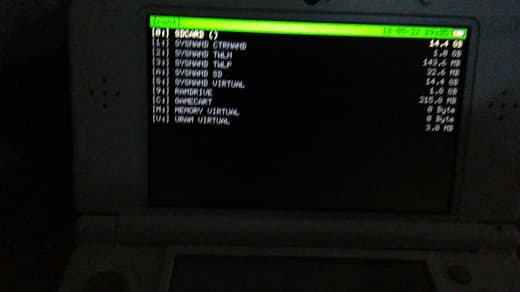 [root]
[0:] SDCARD () 14.4 GB
[1:] SYSNAND CTRNAND 1.0 GB
[2:] SYSNAND TWLN 143.6 MB
[3:] SYSNAND TWLP 32.6 MB
[A:] SYSNAND SD 14.4 GB
[S:] SYSNAND VIRTUAL 1.8 GB
[9:] RAMDRIVE 215.0 MB
[C:] GAMECART 0 Byte
[M:] MEMORY VIRTUAL 0 Byte
[V:] VRAM VIRTUAL 3.0 MB